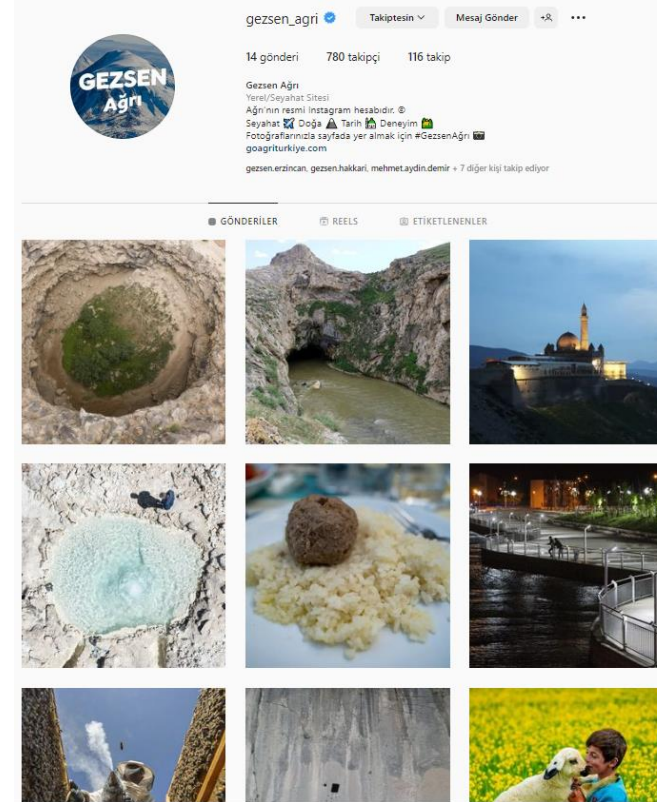 gezsen_agri Takiptesin Mesaj Gönder
14 gönderi 780 takipçi 116 takip
GEZSEN
Ağrı
Gezsen Ağrı
Yerel/Seyahat Sitesi
Ağrı'nın resmi Instagram hesabıdır. ®
Seyahat Doğa Tarih Deneyim
Fotoğraflarınızla sayfada yer almak için #GezsenAğrı
goagriturkiye.com
gezsen.erzincan, gezsen.hakkari, mehmet.aydin.demir + 7 diğer kişi takip ediyor
GÖNDERİLER REELS ETİKETLENENLER